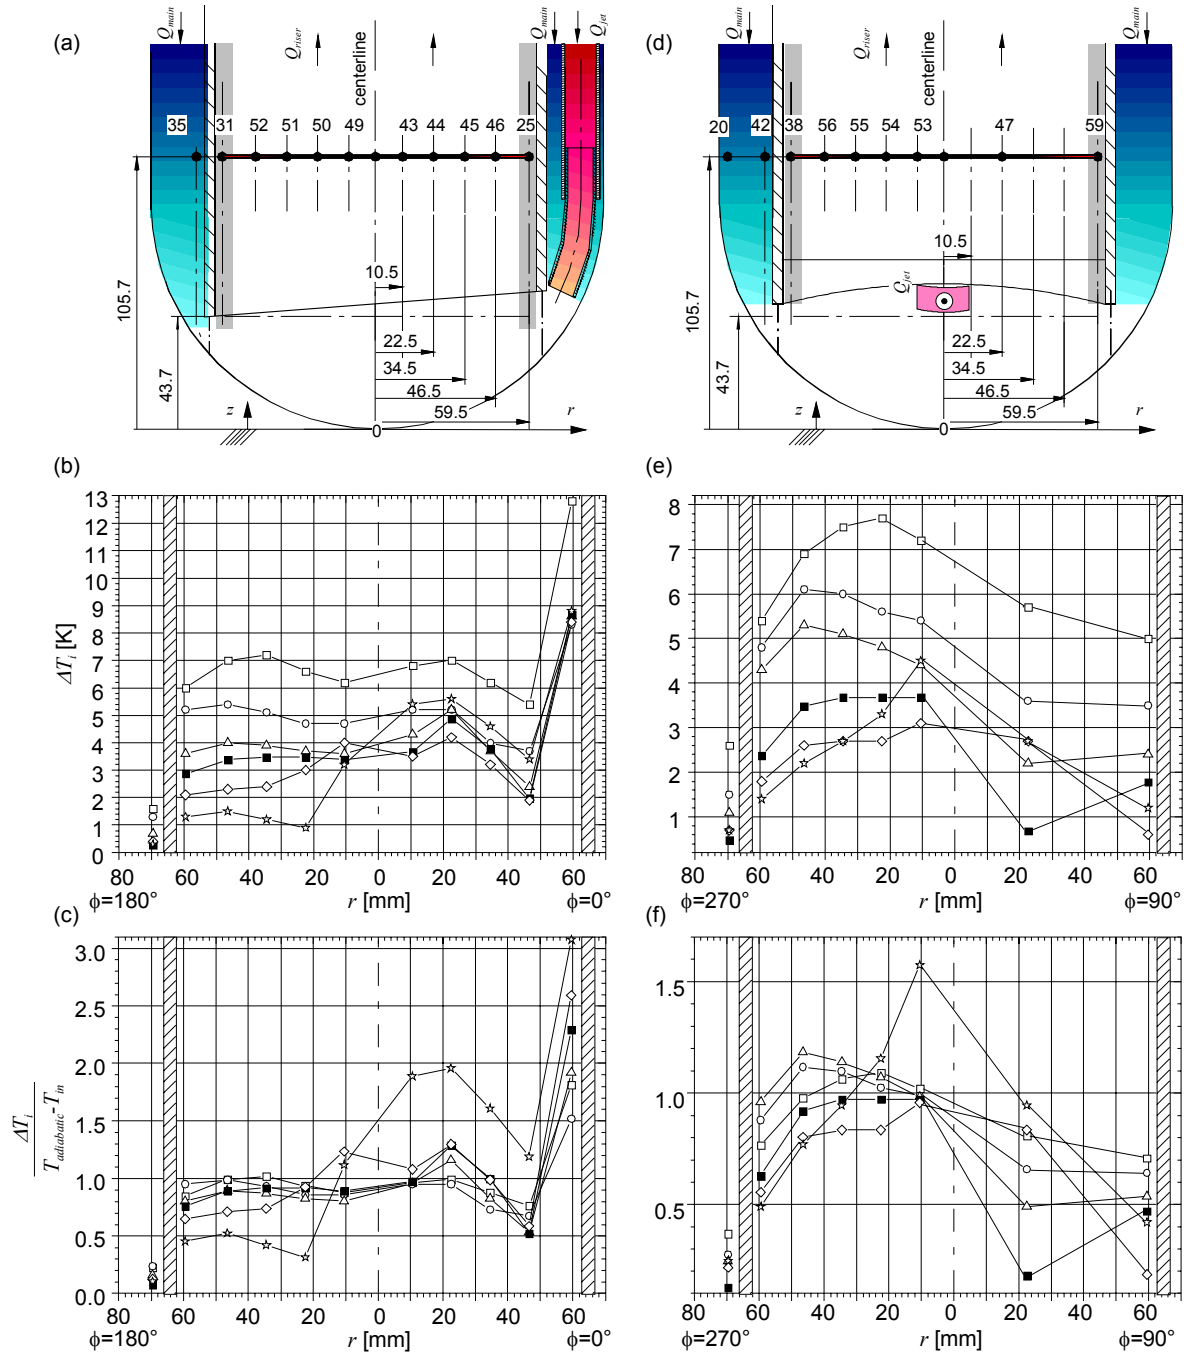 (a)
Q_main
Q_riser
centerline
Q_main
Q_jet
35
31
52
51
50
49
43
44
45
46
25
10.5
105.7
22.5
34.5
46.5
59.5
43.7
z
0
r
(d)
Q_main
Q_riser
centerline
Q_main
20
42
38
56
55
54
53
47
59
10.5
Q_jet
105.7
22.5
34.5
46.5
59.5
43.7
z
0
r
(b)
13
12
11
10
9
8
7
6
5
4
3
2
1
0
ΔT_i [K]
80 60 40 20 0 20 40 60 80
ϕ=180° r [mm] ϕ=0°
(e)
8
7
6
5
4
3
2
1
80 60 40 20 0 20 40 60
ϕ=270° r [mm] ϕ=90°
(c)
3.0
2.5
2.0
1.5
1.0
0.5
0.0
ΔT_i
T_adiabatic-T_in
80 60 40 20 0 20 40 60 80
ϕ=180° r [mm] ϕ=0°
(f)
1.5
1.0
0.5
80 60 40 20 0 20 40 60
ϕ=270° r [mm] ϕ=90°